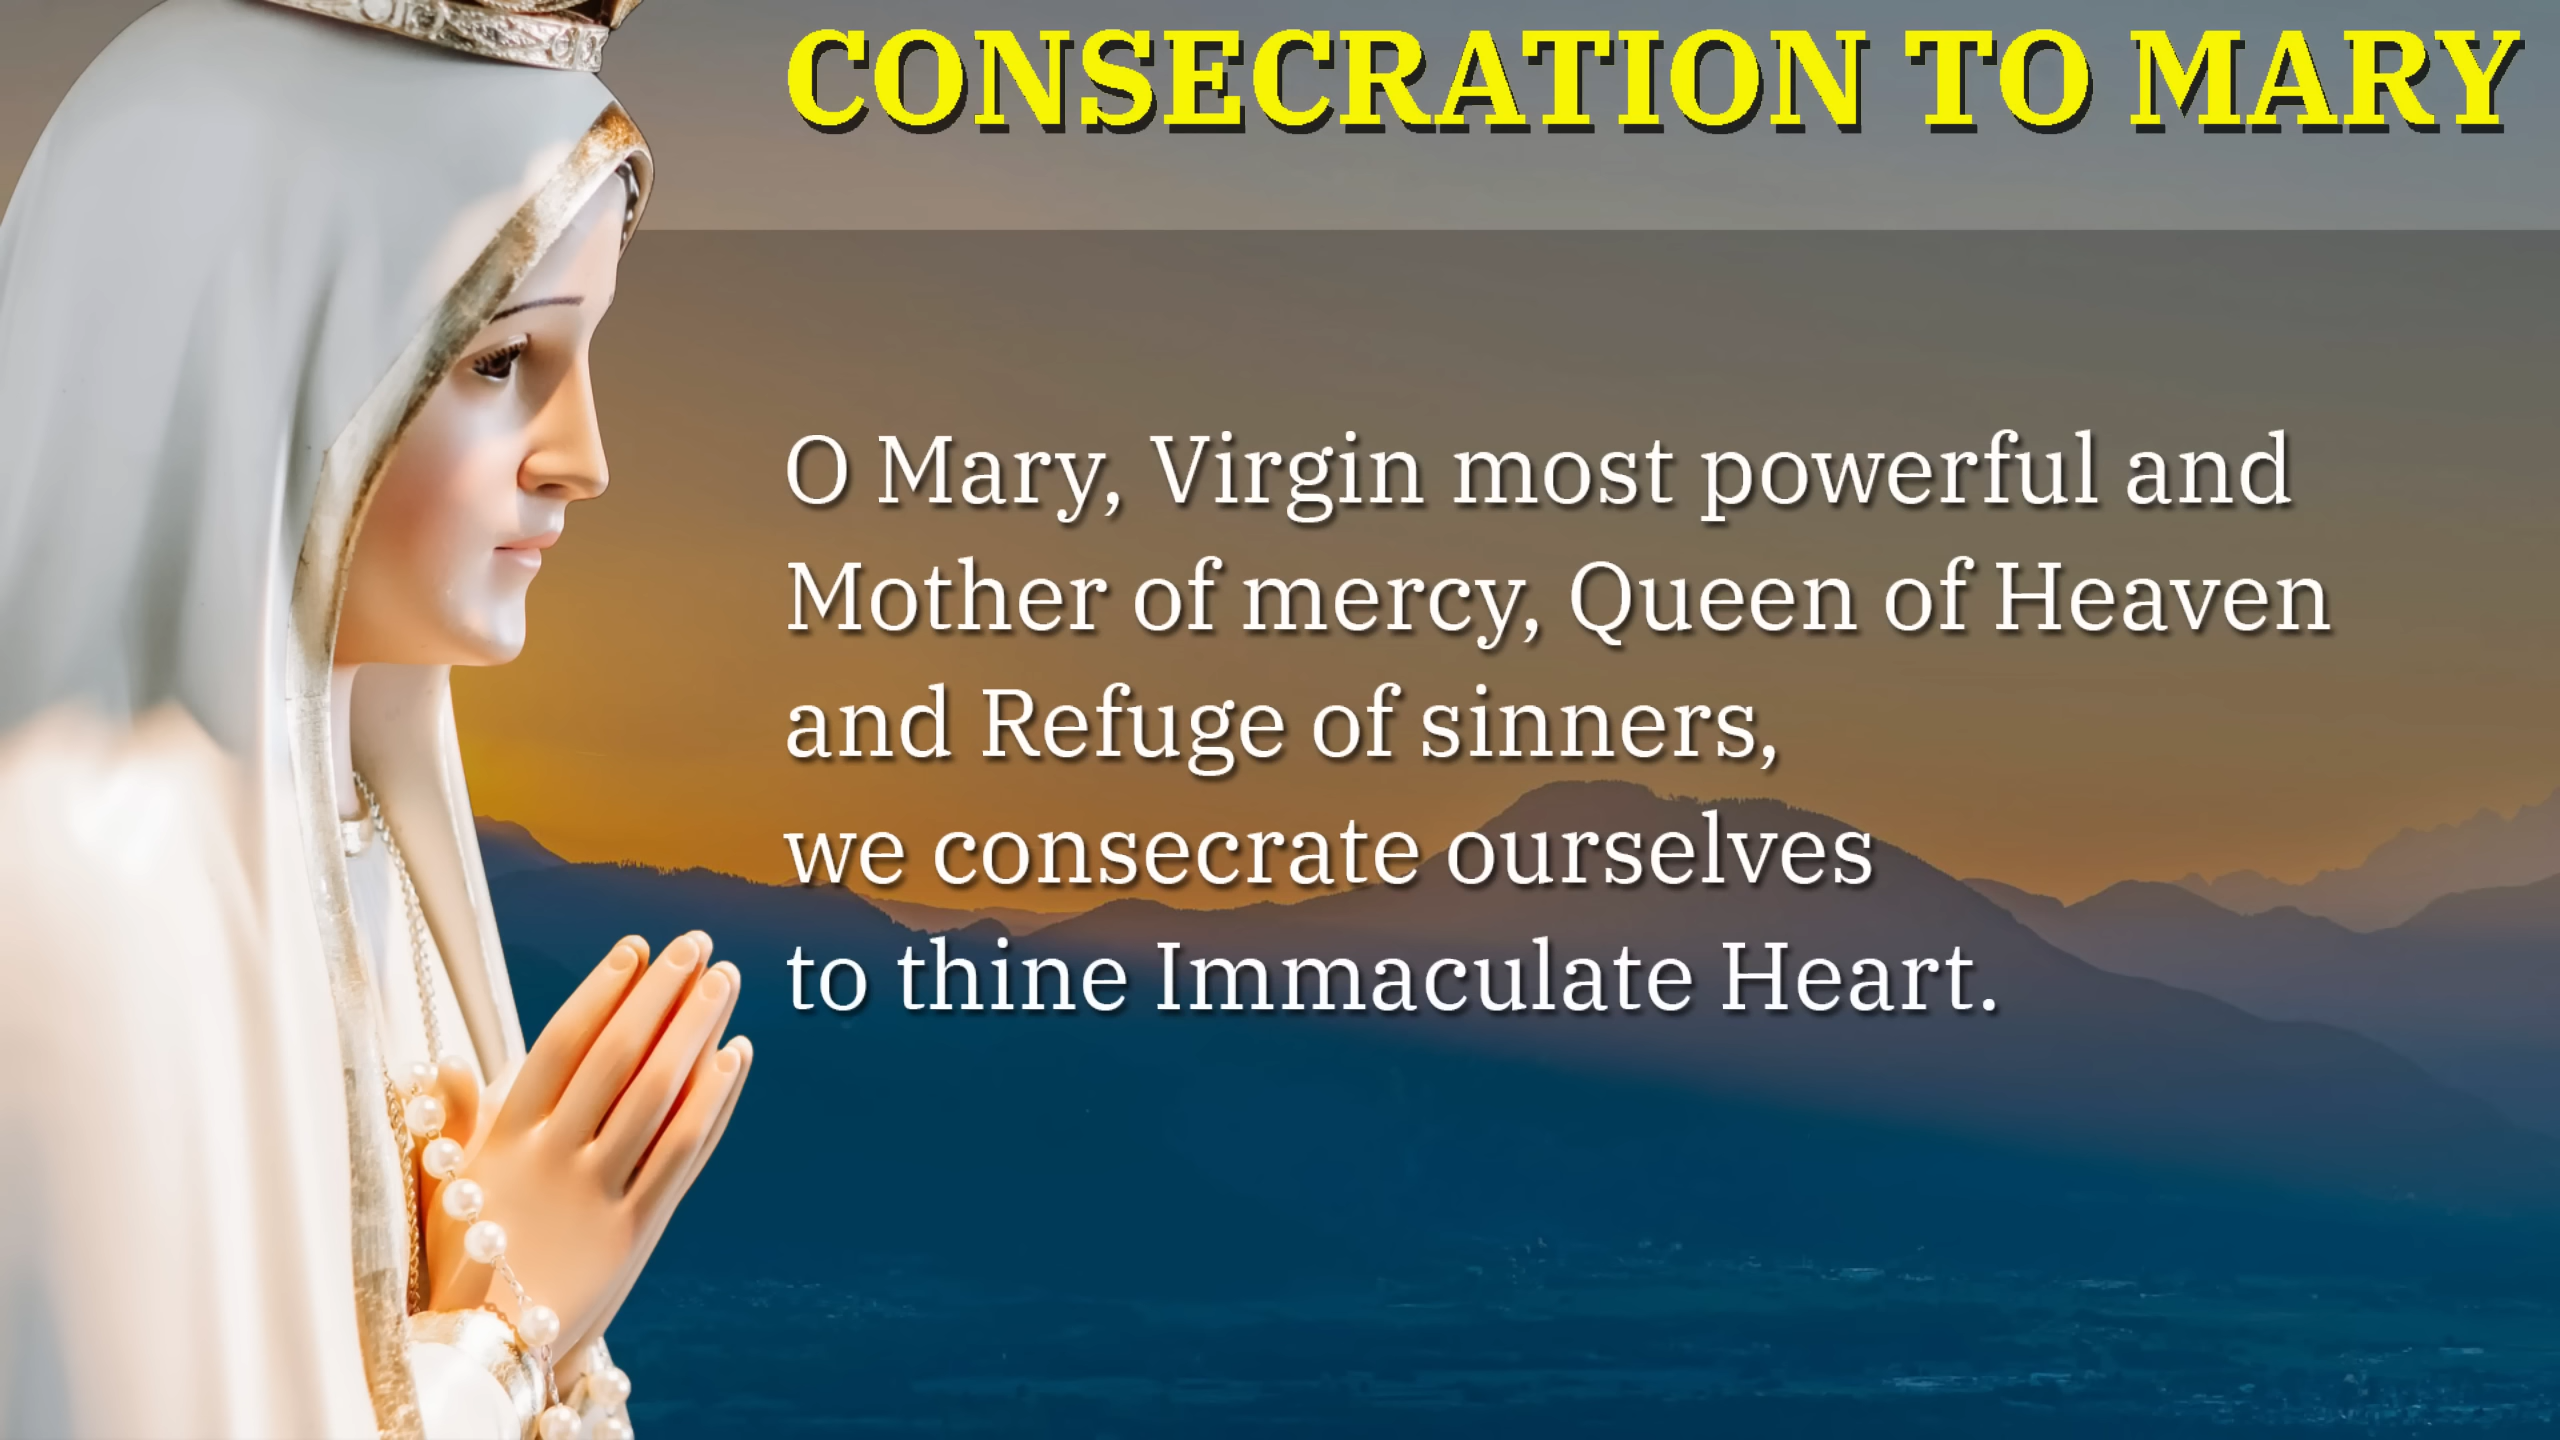 CONSECRATION TO MARY
O Mary, Virgin most powerful and
Mother of mercy, Queen of Heaven
and Refuge of sinners,
we consecrate ourselves
to thine Immaculate Heart.